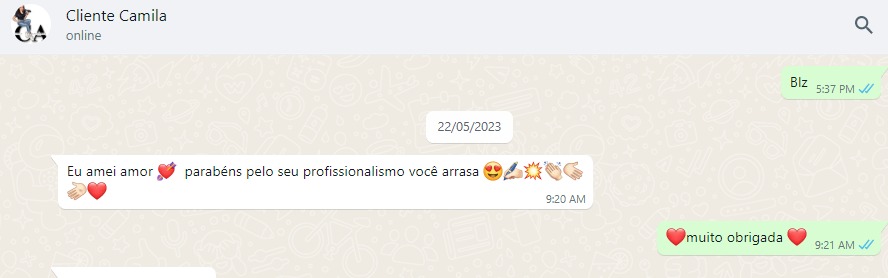 Cliente Camila
online
Blz 5:37 PM
22/05/2023
Eu amei amor 💘 parabéns pelo seu profissionalismo você arrasa 😍✍🏻💥👏🏻🫱🏻
🫲🏻❤️
9:20 AM
❤️muito obrigada ❤️ 9:21 AM